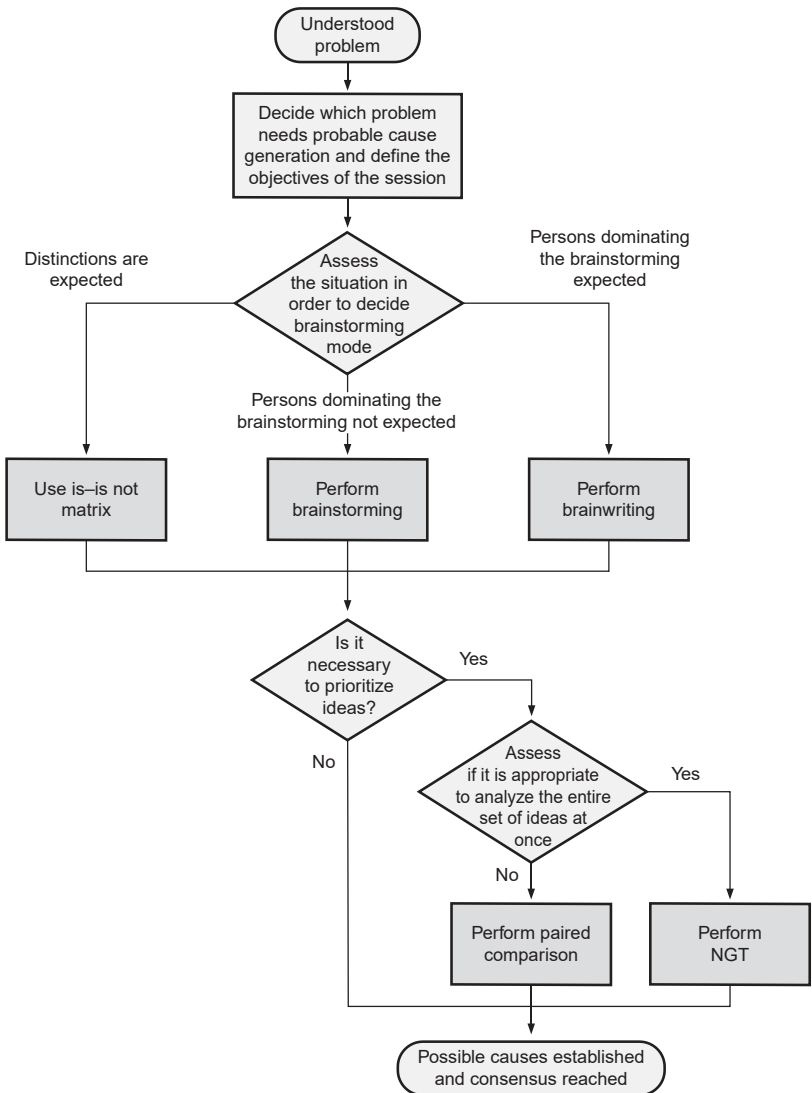 Understood
problem
Decide which problem
needs probable cause
generation and define the
objectives of the session
Distinctions are
expected
Assess
the situation in
order to decide
brainstorming
mode
Persons dominating
the brainstorming
expected
Persons dominating the
brainstorming not expected
Use is–is not
matrix
Perform
brainstorming
Perform
brainwriting
Is it
necessary
to prioritize
ideas?
Yes
No
Assess
if it is appropriate
to analyze the entire
set of ideas at
once
Yes
No
Perform paired
comparison
Perform
NGT
Possible causes established
and consensus reached